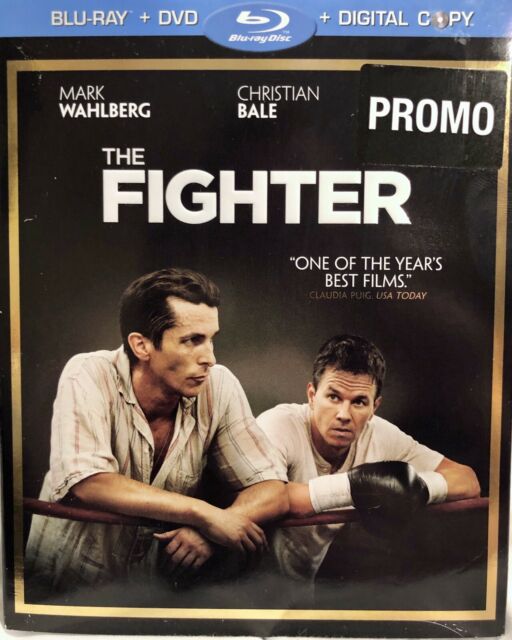 BLU-RAY + DVD
Blu-ray Disc
+ DIGITAL COPY
MARK
WAHLBERG
CHRISTIAN
BALE
PROMO
THE
FIGHTER
"ONE OF THE YEAR'S
BEST FILMS."
CLAUDIA PUIG, USA TODAY